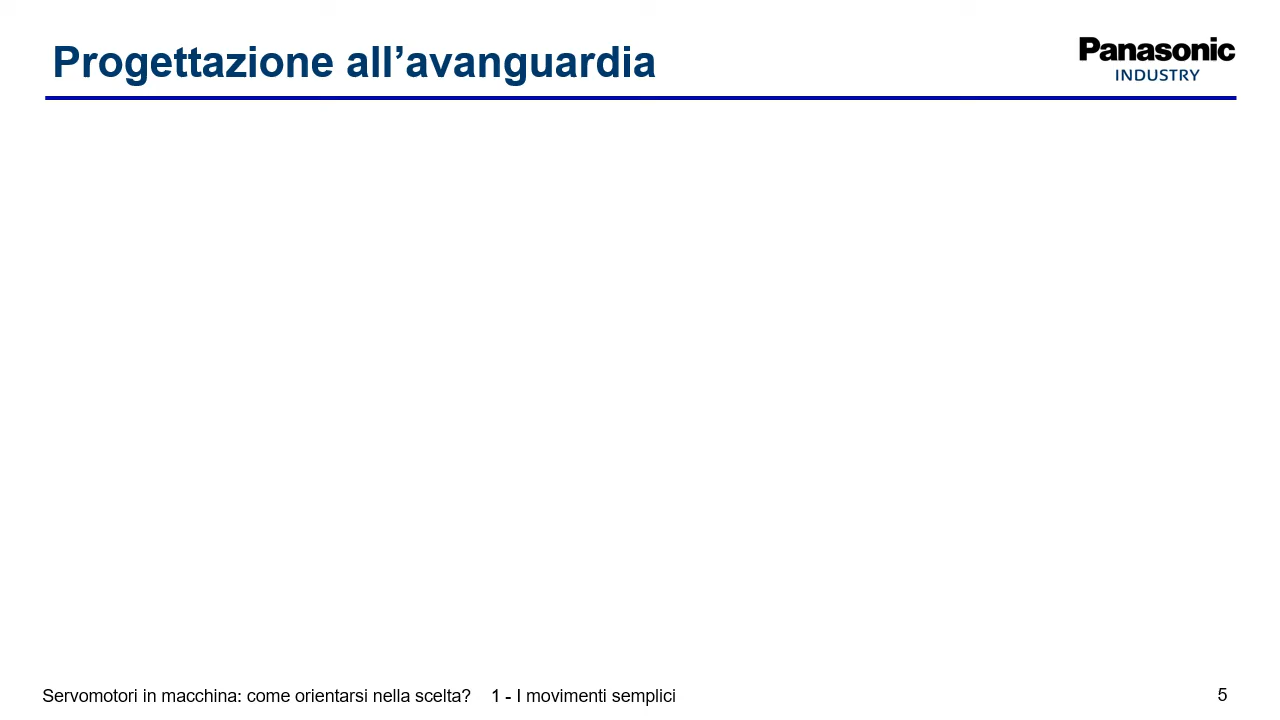 Progettazione all’avanguardia
Panasonic
INDUSTRY
Servomotori in macchina: come orientarsi nella scelta? 1 - I movimenti semplici
5